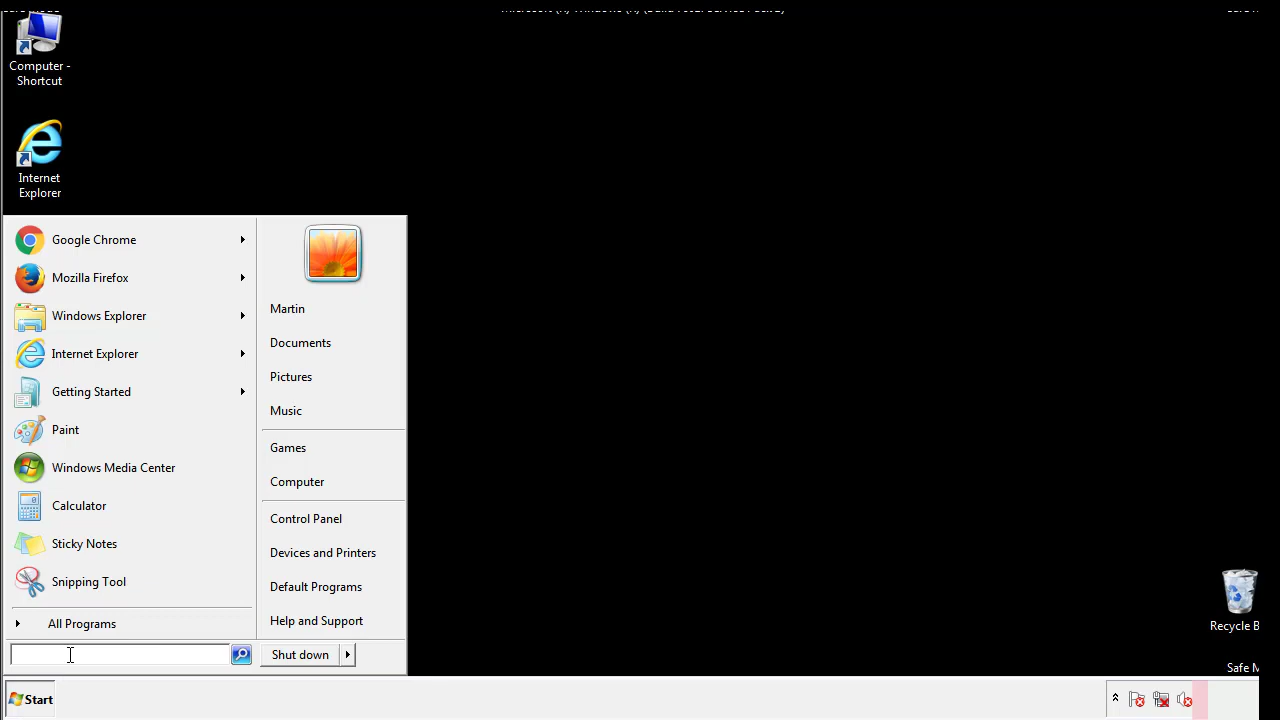 Computer -
Shortcut
Internet
Explorer
Google Chrome
Mozilla Firefox
Windows Explorer
Internet Explorer
Getting Started
Paint
Windows Media Center
Calculator
Sticky Notes
Snipping Tool
All Programs
Martin
Documents
Pictures
Music
Games
Computer
Control Panel
Devices and Printers
Default Programs
Help and Support
Shut down
Recycle B
Safe M
Start